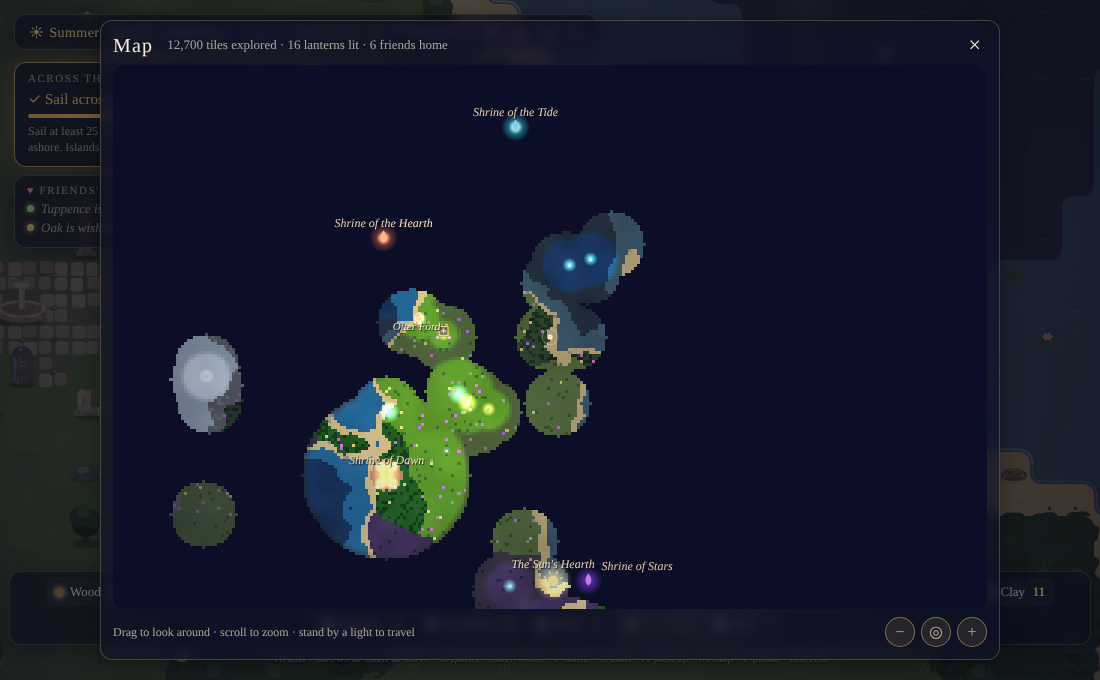 Summer
Map 12,700 tiles explored · 16 lanterns lit · 6 friends home
ACROSS TH
Sail acros
Sail at least 25
ashore. Islands
FRIENDS'
Tuppence is
Oak is wish
Shrine of the Tide
Shrine of the Hearth
Otter Ford
Shrine of Dawn
The Sun's Hearth
Shrine of Stars
Wood
Clay 11
Drag to look around · scroll to zoom · stand by a light to travel